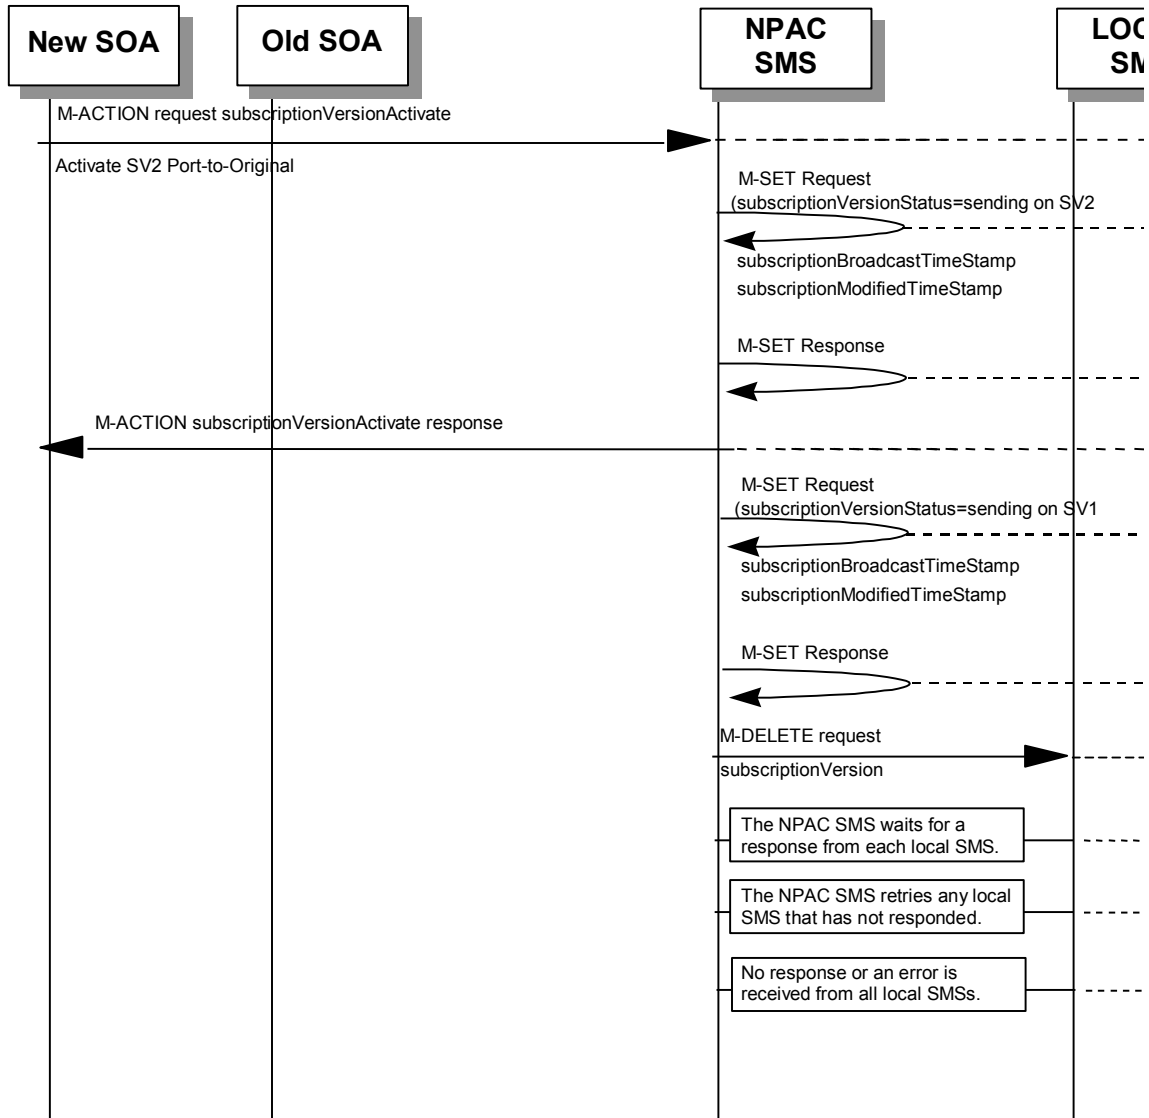 New SOA
Old SOA
NPAC
SMS
LOC
SM
M-ACTION request subscriptionVersionActivate
Activate SV2 Port-to-Original
M-SET Request
(subscriptionVersionStatus=sending on SV2
subscriptionBroadcastTimeStamp
subscriptionModifiedTimeStamp
M-SET Response
M-ACTION subscriptionVersionActivate response
M-SET Request
(subscriptionVersionStatus=sending on SV1
subscriptionBroadcastTimeStamp
subscriptionModifiedTimeStamp
M-SET Response
M-DELETE request
subscriptionVersion
The NPAC SMS waits for a
response from each local SMS.
The NPAC SMS retries any local
SMS that has not responded.
No response or an error is
received from all local SMSs.